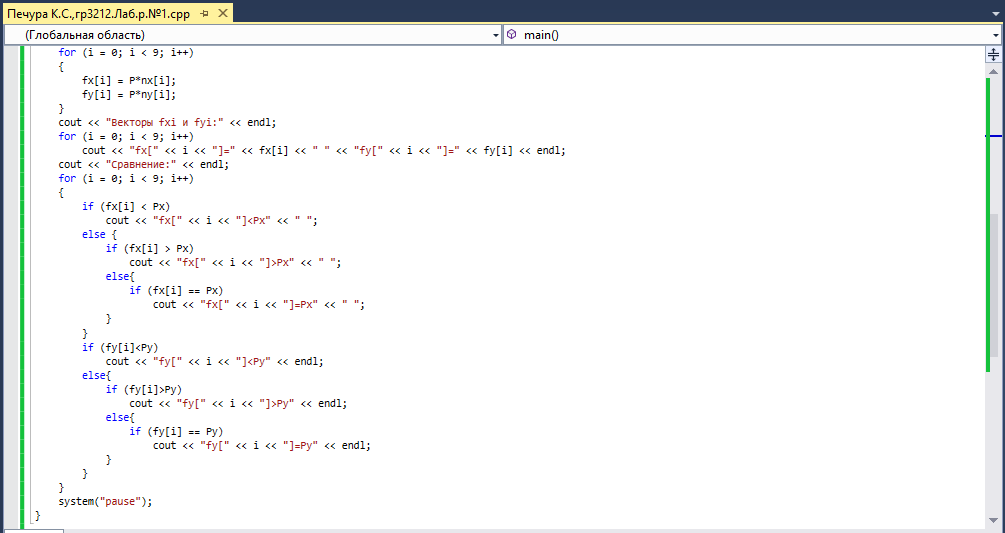 Печура К.С.,гр3212.Лаб.р.№1.cpp
(Глобальная область)
main()
for (i = 0; i < 9; i++)
{
fx[i] = P*nx[i];
fy[i] = P*ny[i];
}
cout << "Векторы fxi и fyi:" << endl;
for (i = 0; i < 9; i++)
cout << "fx[" << i << "]=" << fx[i] << " " << "fy[" << i << "]=" << fy[i] << endl;
cout << "Сравнение:" << endl;
for (i = 0; i < 9; i++)
{
if (fx[i] < Px)
cout << "fx[" << i << "]<Px" << " ";
else {
if (fx[i] > Px)
cout << "fx[" << i << "]>Px" << " ";
else{
if (fx[i] == Px)
cout << "fx[" << i << "]=Px" << " ";
}
}
if (fy[i]<Py)
cout << "fy[" << i << "]<Py" << endl;
else{
if (fy[i]>Py)
cout << "fy[" << i << "]>Py" << endl;
else{
if (fy[i] == Py)
cout << "fy[" << i << "]=Py" << endl;
}
}
}
system("pause");
}